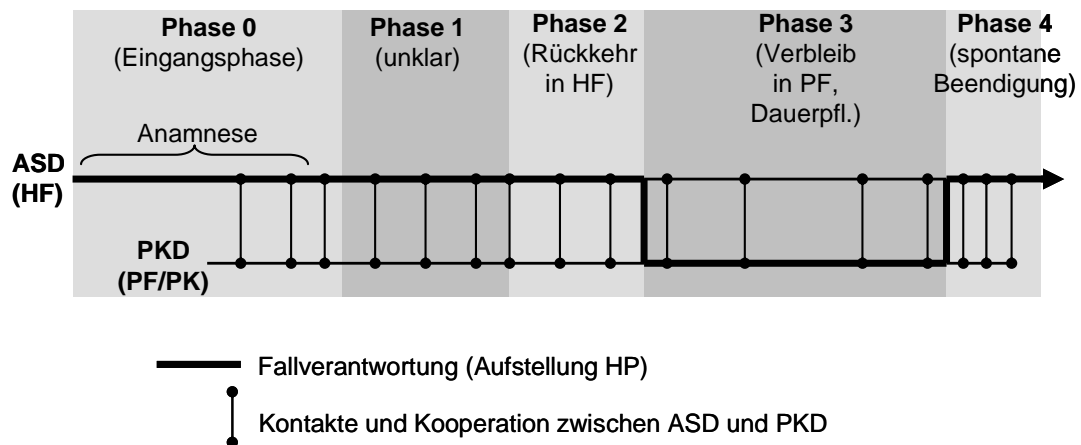 Phase 0
(Eingangsphase)
Phase 1
(unklar)
Phase 2
(Rückkehr
in HF)
Phase 3
(Verbleib
in PF,
Dauerpfl.)
Phase 4
(spontane
Beendigung)
Anamnese
ASD
(HF)
PKD
(PF/PK)
Fallverantwortung (Aufstellung HP)
Kontakte und Kooperation zwischen ASD und PKD